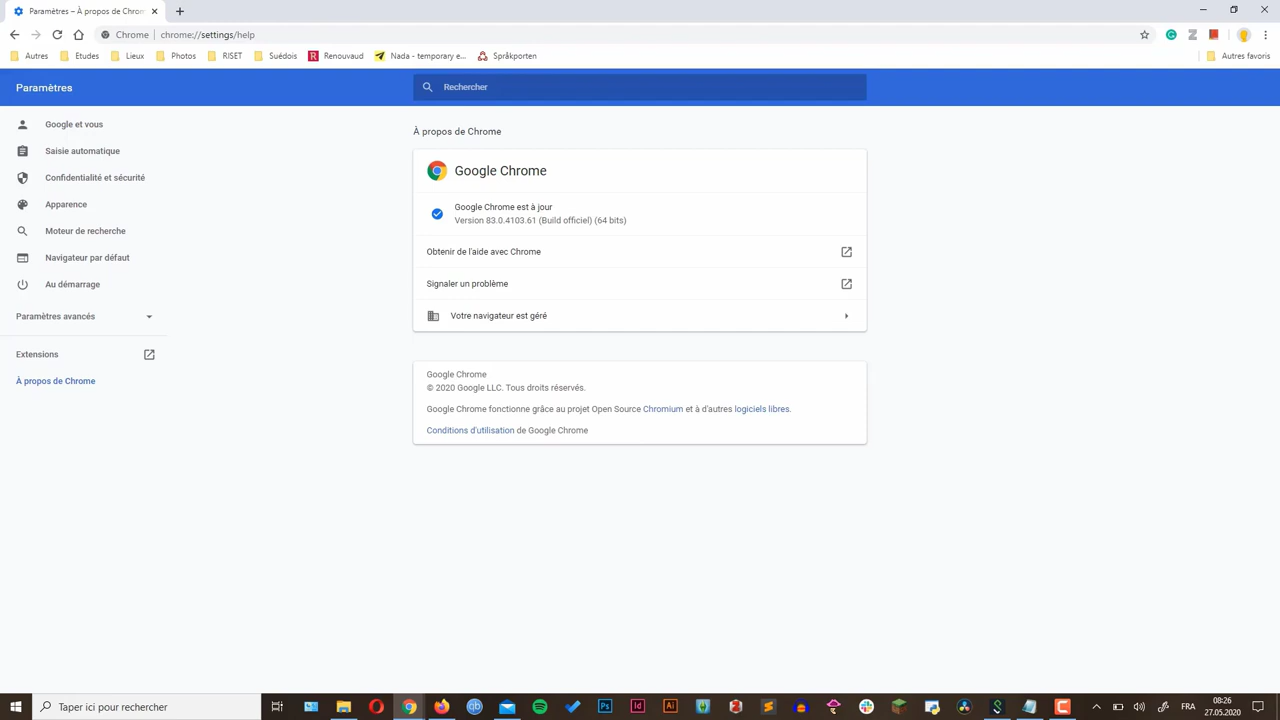 Paramètres – À propos de Chrom
Chrome
chrome://settings/help
Autres
Etudes
Lieux
Photos
RISET
Suédois
Renouvaud
Nada - temporary e...
Språkporten
Autres favoris
Paramètres
Rechercher
Google et vous
Saisie automatique
Confidentialité et sécurité
Apparence
Moteur de recherche
Navigateur par défaut
Au démarrage
Paramètres avancés
Extensions
À propos de Chrome
À propos de Chrome
Google Chrome
Google Chrome est à jour
Version 83.0.4103.61 (Build officiel) (64 bits)
Obtenir de l'aide avec Chrome
Signaler un problème
Votre navigateur est géré
Google Chrome
© 2020 Google LLC. Tous droits réservés.
Google Chrome fonctionne grâce au projet Open Source Chromium et à d'autres logiciels libres.
Conditions d'utilisation de Google Chrome
Taper ici pour rechercher
FRA
08:26
27.05.2020